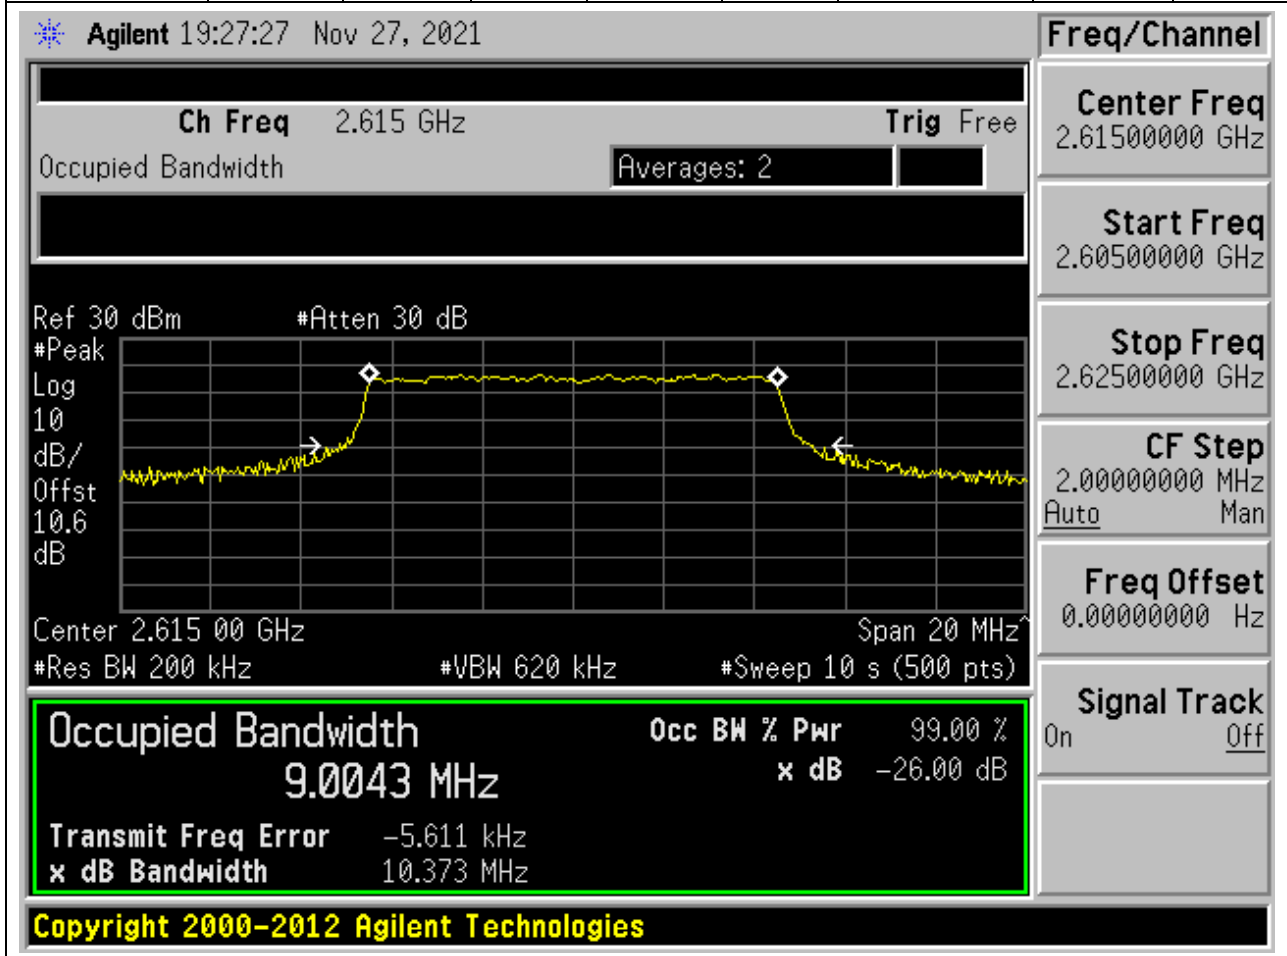 Agilent 19:27:27 Nov 27, 2021
Freq/Channel
Ch Freq 2.615 GHz Trig Free
Occupied Bandwidth Averages: 2
Center Freq
2.61500000 GHz
Start Freq
2.60500000 GHz
Stop Freq
2.62500000 GHz
CF Step
2.00000000 MHz
Auto Man
Freq Offset
0.00000000 Hz
Signal Track
On Off
Ref 30 dBm #Atten 30 dB
#Peak
Log
10
dB/
Offst
10.6
dB
Center 2.615 00 GHz Span 20 MHz^
#Res BW 200 kHz #VBW 620 kHz #Sweep 10 s (500 pts)
Occupied Bandwidth Occ BW % Pwr 99.00 %
9.0043 MHz x dB -26.00 dB
Transmit Freq Error -5.611 kHz
x dB Bandwidth 10.373 MHz
Copyright 2000-2012 Agilent Technologies